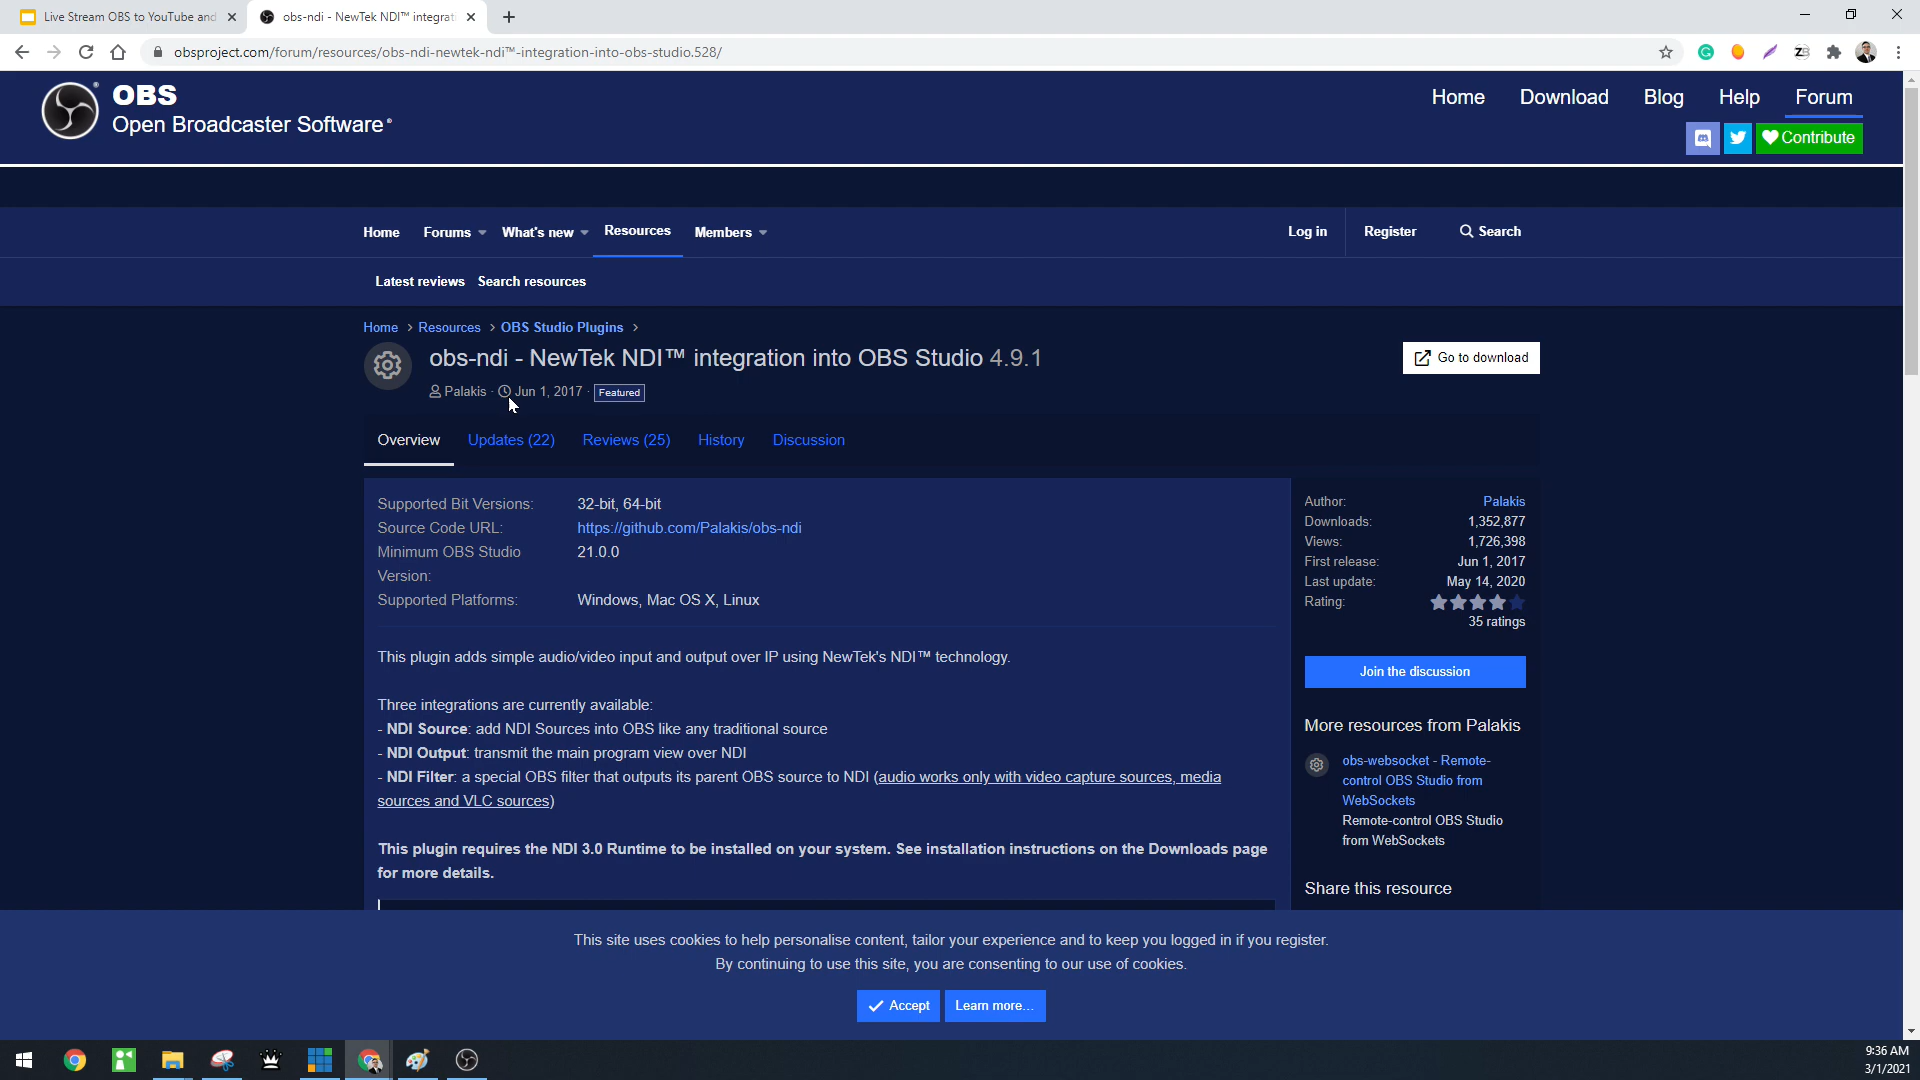 Live Stream OBS to YouTube and
obs-ndi - NewTek NDI™ integrati
obsproject.com/forum/resources/obs-ndi-newtek-ndi™-integration-into-obs-studio.528/
OBS
Open Broadcaster Software®
Home Download Blog Help Forum
Contribute
Home Forums What's new Resources Members Log in Register Search
Latest reviews Search resources
Home > Resources > OBS Studio Plugins >
obs-ndi - NewTek NDI™ integration into OBS Studio 4.9.1
Go to download
Palakis · Jun 1, 2017 · Featured
Overview Updates (22) Reviews (25) History Discussion
Supported Bit Versions: 32-bit, 64-bit
Source Code URL: https://github.com/Palakis/obs-ndi
Minimum OBS Studio 21.0.0
Version:
Supported Platforms: Windows, Mac OS X, Linux
This plugin adds simple audio/video input and output over IP using NewTek's NDI™ technology.
Three integrations are currently available:
- NDI Source: add NDI Sources into OBS like any traditional source
- NDI Output: transmit the main program view over NDI
- NDI Filter: a special OBS filter that outputs its parent OBS source to NDI (audio works only with video capture sources, media
sources and VLC sources)
This plugin requires the NDI 3.0 Runtime to be installed on your system. See installation instructions on the Downloads page
for more details.
Author: Palakis
Downloads: 1,352,877
Views: 1,726,398
First release: Jun 1, 2017
Last update: May 14, 2020
Rating:
35 ratings
Join the discussion
More resources from Palakis
obs-websocket - Remote-
control OBS Studio from
WebSockets
Remote-control OBS Studio
from WebSockets
Share this resource
This site uses cookies to help personalise content, tailor your experience and to keep you logged in if you register.
By continuing to use this site, you are consenting to our use of cookies.
Accept Learn more…
9:36 AM
3/1/2021